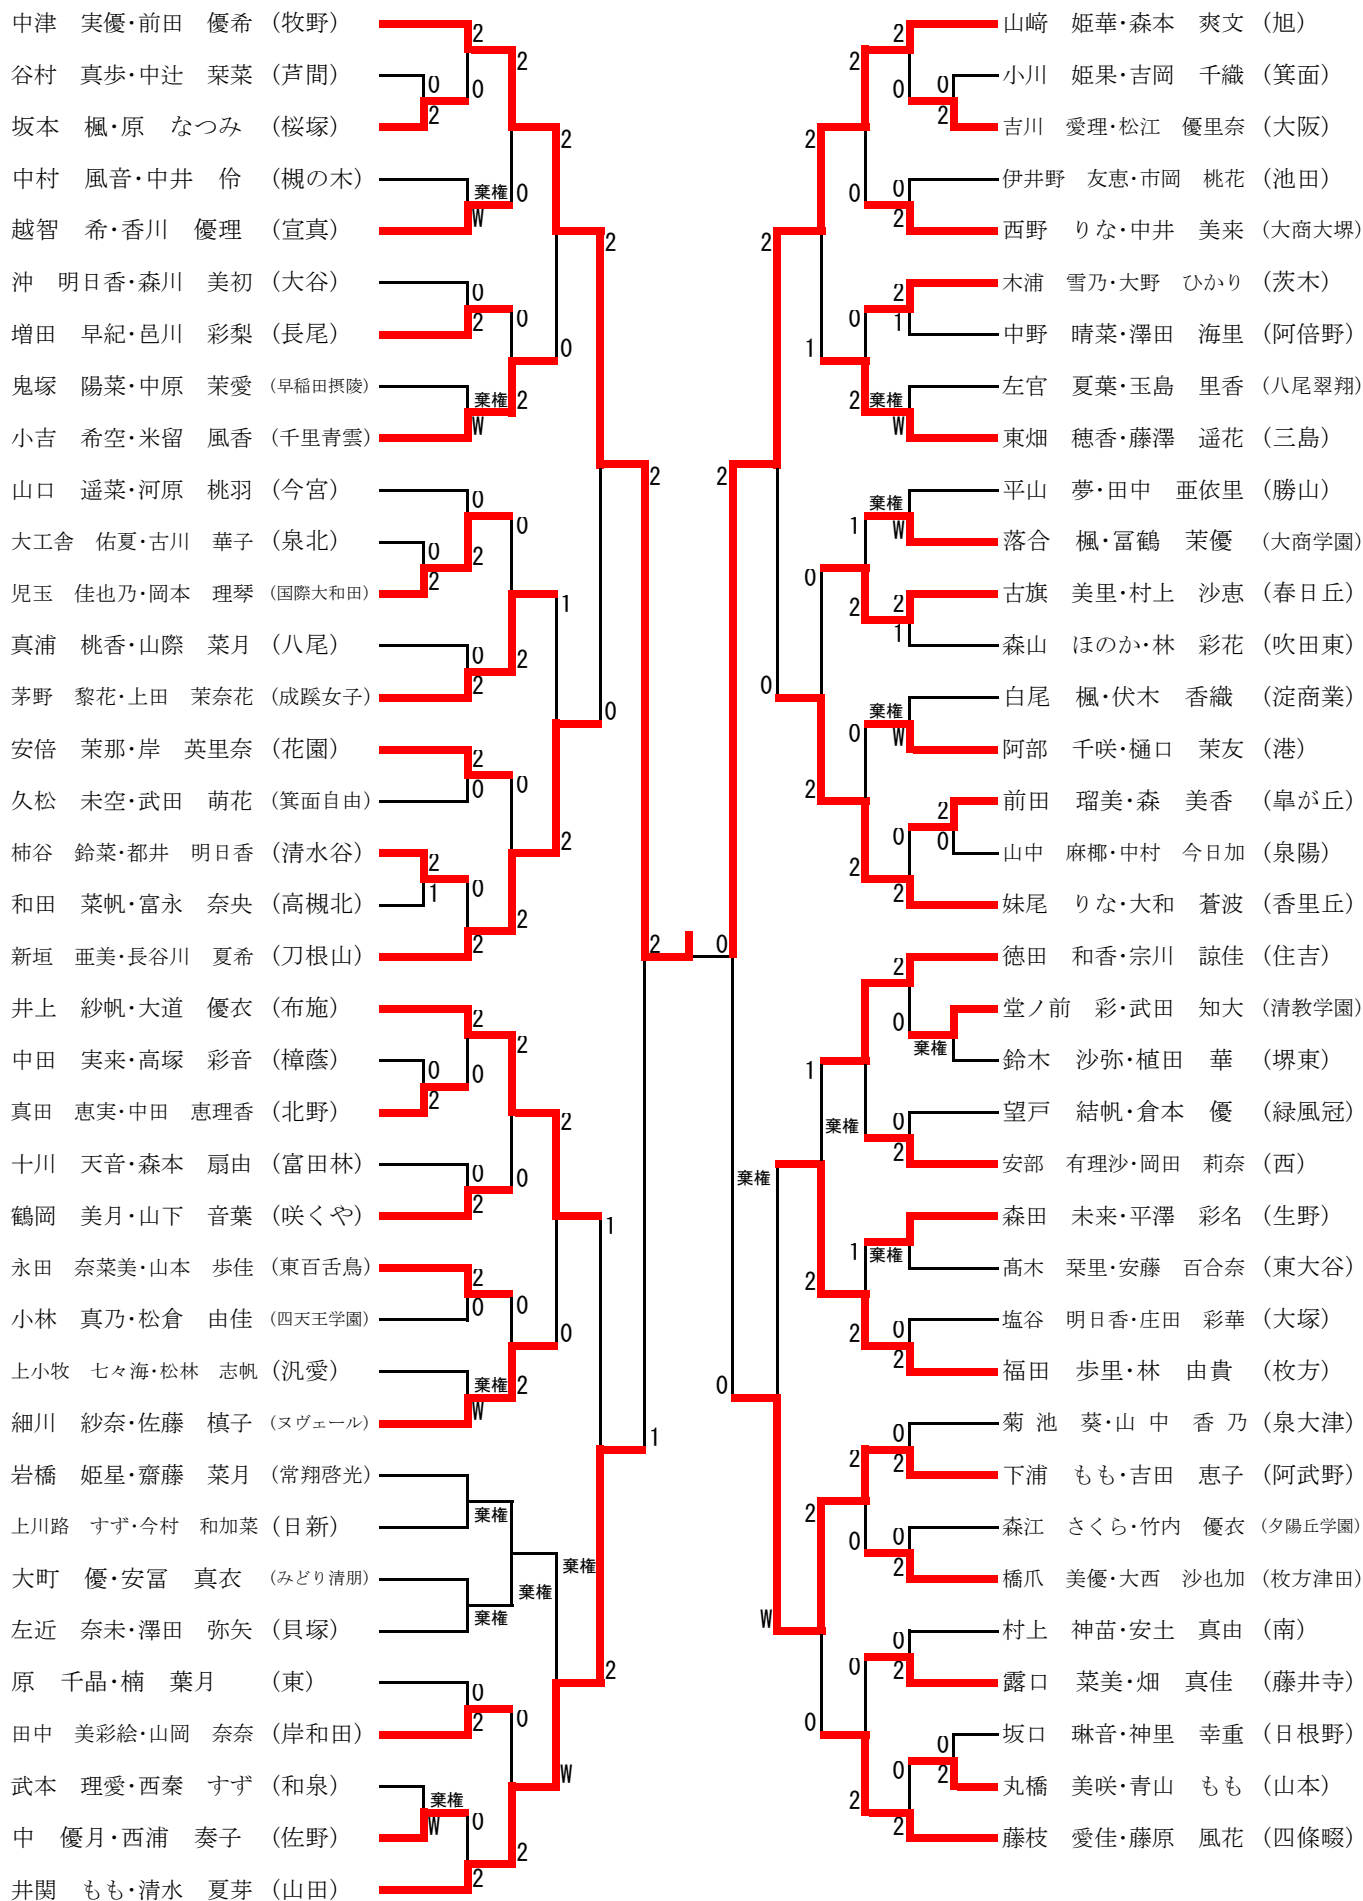 中津　実優・前田　優希（牧野）
谷村　真歩・中辻　栞菜（芦間）
坂本　楓・原　なつみ　（桜塚）
中村　風音・中井　伶　（槻の木）
越智　希・香川　優理　（宣真）
沖　明日香・森川　美初（大谷）
増田　早紀・邑川　彩梨（長尾）
鬼塚　陽菜・中原　茉愛（早稲田摂陵）
小吉　希空・米留　風香（千里青雲）
山口　遥菜・河原　桃羽（今宮）
大工舎　佑夏・古川　華子（泉北）
児玉　佳也乃・岡本　理琴（国際大和田）
真浦　桃香・山際　菜月（八尾）
茅野　黎花・上田　茉奈花（成蹊女子）
安倍　茉那・岸　英里奈（花園）
久松　未空・武田　萌花（箕面自由）
柿谷　鈴菜・都井　明日香（清水谷）
和田　菜帆・富永　奈央（高槻北）
新垣　亜美・長谷川　夏希（刀根山）
井上　紗帆・大道　優衣（布施）
中田　実来・高塚　彩音（樟蔭）
真田　恵実・中田　恵理香（北野）
十川　天音・森本　扇由（富田林）
鶴岡　美月・山下　音葉（咲くや）
永田　奈菜美・山本　歩佳（東百舌鳥）
小林　真乃・松倉　由佳（四天王学園）
上小牧　七々海・松林　志帆（汎愛）
細川　紗奈・佐藤　槙子（ヌヴェール）
岩橋　姫星・齋藤　菜月（常翔啓光）
上川路　すず・今村　和加菜（日新）
大町　優・安冨　真衣　（みどり清朋）
左近　奈未・澤田　弥矢（貝塚）
原　千晶・楠　葉月　　（東）
田中　美彩絵・山岡　奈奈（岸和田）
武本　理愛・西秦　すず（和泉）
中　優月・西浦　奏子　（佐野）
井関　もも・清水　夏芽（山田）
山﨑　姫華・森本　爽文（旭）
小川　姫果・吉岡　千織（箕面）
吉川　愛理・松江　優里奈（大阪）
伊井野　友恵・市岡　桃花（池田）
西野　りな・中井　美来（大商大堺）
木浦　雪乃・大野　ひかり（茨木）
中野　晴菜・澤田　海里（阿倍野）
左官　夏葉・玉島　里香（八尾翠翔）
東畑　穂香・藤澤　遥花（三島）
平山　夢・田中　亜依里（勝山）
落合　楓・冨鶴　茉優　（大商学園）
古旗　美里・村上　沙恵（春日丘）
森山　ほのか・林　彩花（吹田東）
白尾　楓・伏木　香織　（淀商業）
阿部　千咲・樋口　茉友（港）
前田　瑠美・森　美香　（皐が丘）
山中　麻椰・中村　今日加（泉陽）
妹尾　りな・大和　蒼波（香里丘）
徳田　和香・宗川　諒佳（住吉）
堂ノ前　彩・武田　知大（清教学園）
鈴木　沙弥・植田　華　（堺東）
望戸　結帆・倉本　優　（緑風冠）
安部　有理沙・岡田　莉奈（西）
森田　未来・平澤　彩名（生野）
髙木　栞里・安藤　百合奈（東大谷）
塩谷　明日香・庄田　彩華（大塚）
福田　歩里・林　由貴　（枚方）
菊 池　葵・山 中　香 乃（泉大津）
下浦　もも・吉田　恵子（阿武野）
森江　さくら・竹内　優衣（夕陽丘学園）
橋爪　美優・大西　沙也加（枚方津田）
村上　神苗・安土　真由（南）
露口　菜美・畑　真佳　（藤井寺）
坂口　琳音・神里　幸重（日根野）
丸橋　美咲・青山　もも（山本）
藤枝　愛佳・藤原　風花（四條畷）